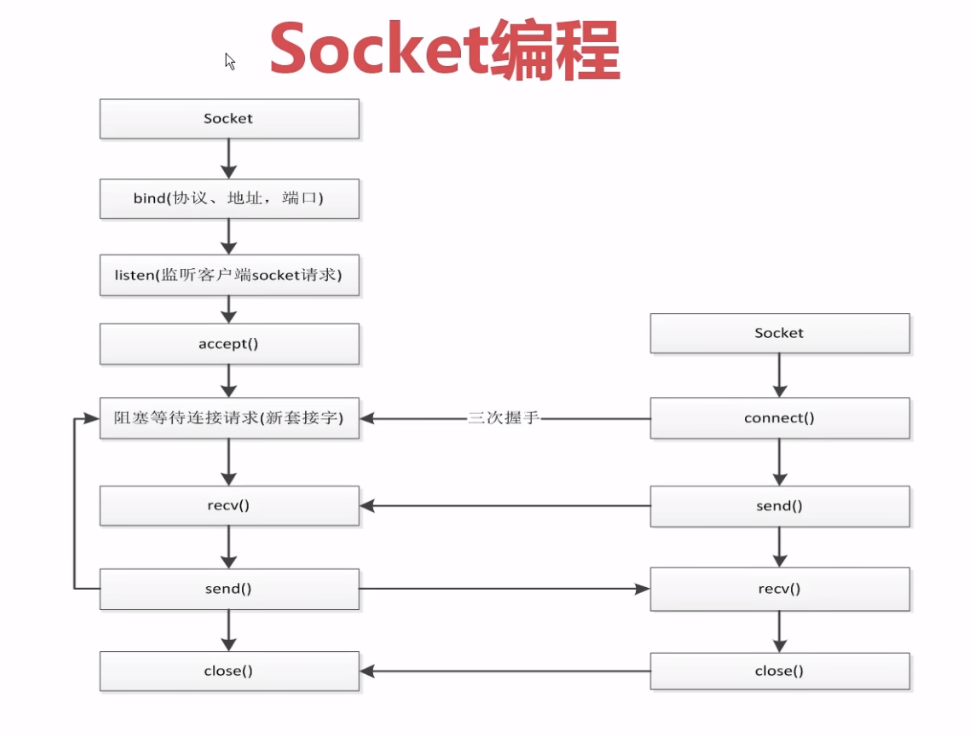 Socket编程
Socket
bind(协议、地址，端口)
listen(监听客户端socket请求)
accept()
阻塞等待连接请求(新套接字)
recv()
send()
close()
三次握手
Socket
connect()
send()
recv()
close()